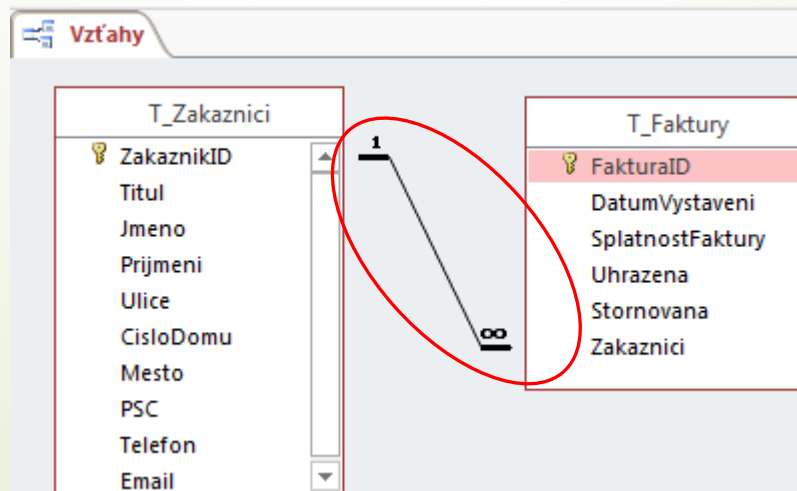 Vzťahy
T_Zakaznici
ZakaznikID
Titul
Jmeno
Prijmeni
Ulice
CisloDomu
Mesto
PSC
Telefon
Email
1
∞
T_Faktury
FakturaID
DatumVystaveni
SplatnostFaktury
Uhrazena
Stornovana
Zakaznici